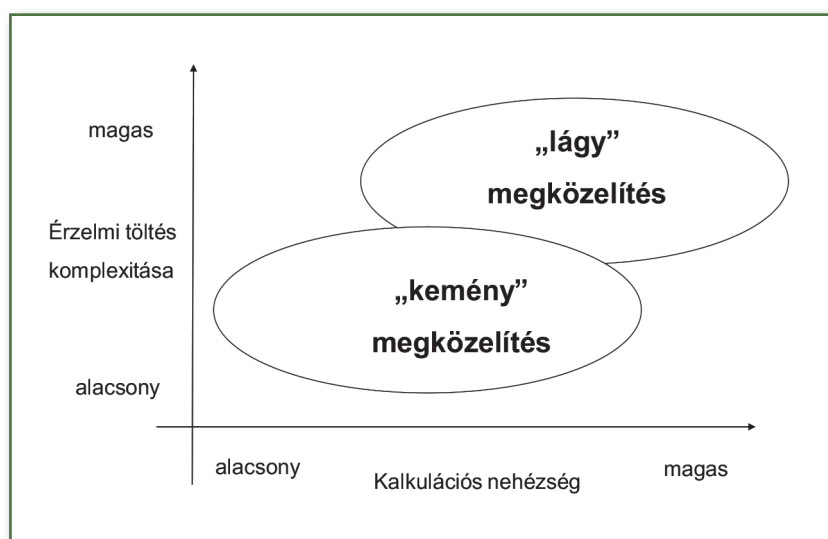 magas
„lágy”
megközelítés
Érzelmi töltés
komplexitása
„kemény”
megközelítés
alacsony
alacsony
Kalkulációs nehézség
magas